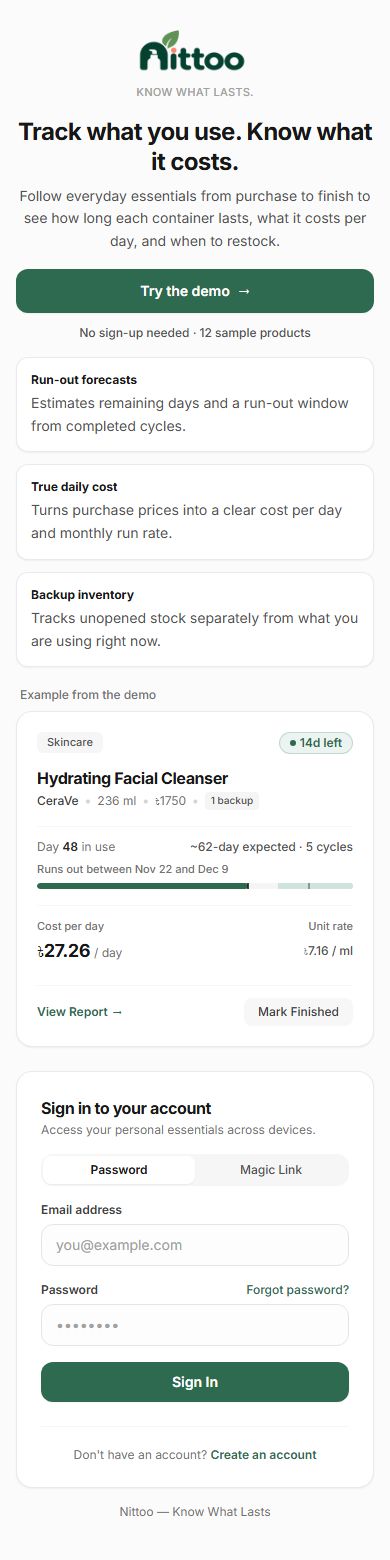 Nittoo
KNOW WHAT LASTS.
Track what you use. Know what
it costs.
Follow everyday essentials from purchase to finish to
see how long each container lasts, what it costs per
day, and when to restock.
Try the demo →
No sign-up needed · 12 sample products
Run-out forecasts
Estimates remaining days and a run-out window
from completed cycles.
True daily cost
Turns purchase prices into a clear cost per day
and monthly run rate.
Backup inventory
Tracks unopened stock separately from what you
are using right now.
Example from the demo
Skincare
14d left
Hydrating Facial Cleanser
CeraVe • 236 ml • ৳1750 • 1 backup
Day 48 in use
~62-day expected · 5 cycles
Runs out between Nov 22 and Dec 9
Cost per day
Unit rate
৳27.26 / day
৳7.16 / ml
View Report →
Mark Finished
Sign in to your account
Access your personal essentials across devices.
Password
Magic Link
Email address
you@example.com
Password
Forgot password?
••••••••
Sign In
Don't have an account? Create an account
Nittoo — Know What Lasts